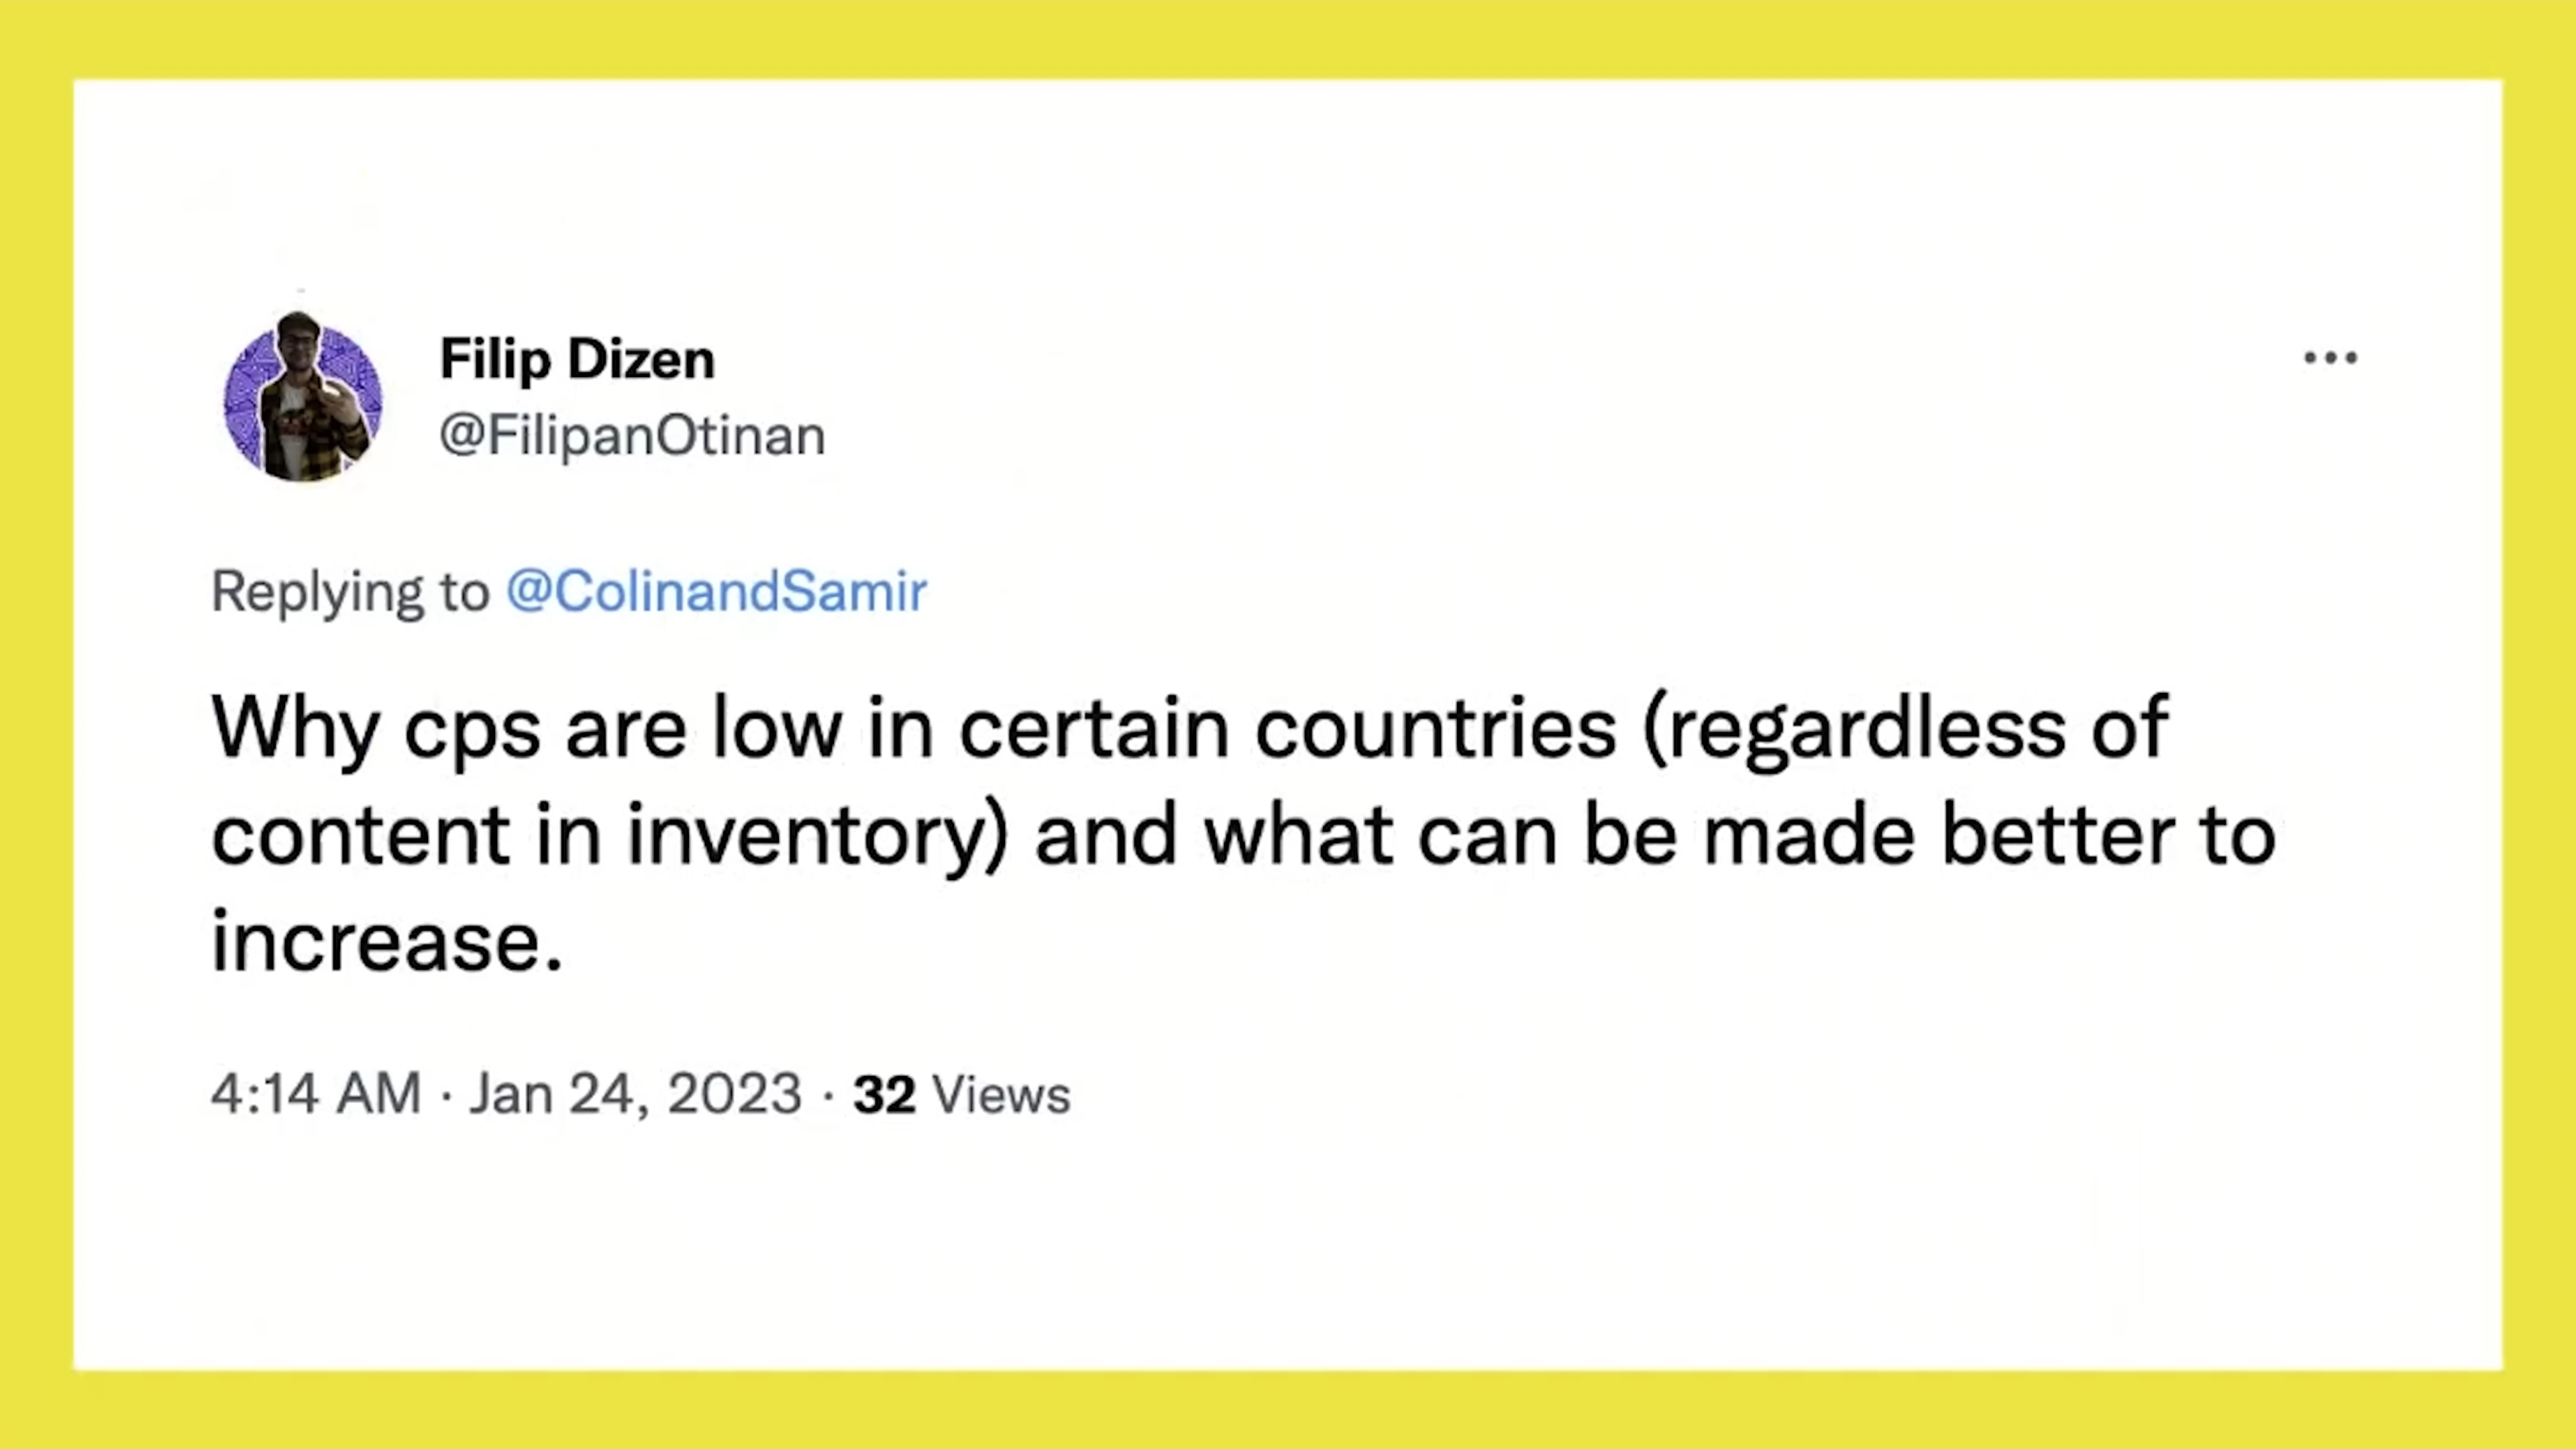 Filip Dizen
@FilipanOtinan
Replying to @ColinandSamir
Why cps are low in certain countries (regardless of
content in inventory) and what can be made better to
increase.
4:14 AM · Jan 24, 2023 · 32 Views